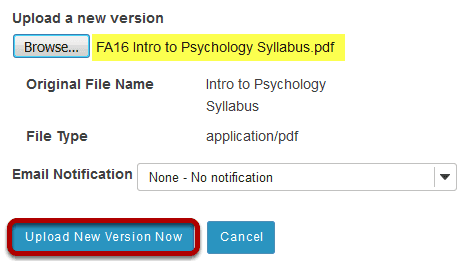 Upload a new version
Browse... FA16 Intro to Psychology Syllabus.pdf
Original File Name Intro to Psychology
Syllabus
File Type application/pdf
Email Notification None - No notification
Upload New Version Now Cancel